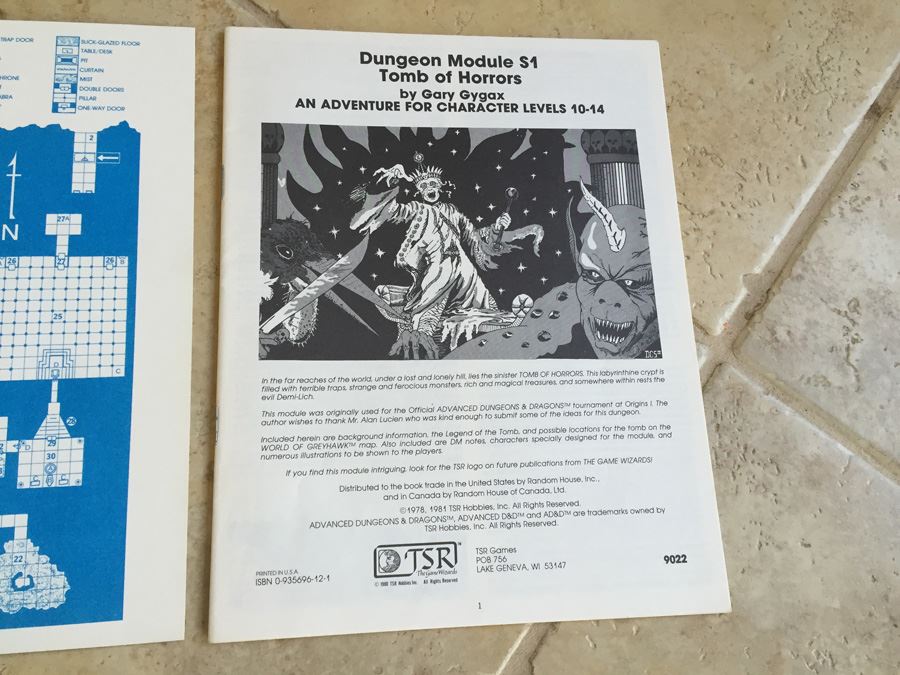 TRAP DOOR
SLICK-GLAZED FLOOR
TABLE/DESK
PIT
CURTAIN
MIST
DOUBLE DOORS
PILLAR
ONE-WAY DOOR
2
N
27A
27
26
26
B
25
C
28
29
30
22
Dungeon Module S1
Tomb of Horrors
by Gary Gygax
AN ADVENTURE FOR CHARACTER LEVELS 10-14
In the far reaches of the world, under a lost and lonely hill, lies the sinister TOMB OF HORRORS. This labyrinthine crypt is
filled with terrible traps, strange and ferocious monsters, rich and magical treasures, and somewhere within rests the
evil Demi-Lich.
This module was originally used for the Official ADVANCED DUNGEONS & DRAGONS™ tournament at Origins I. The
author wishes to thank Mr. Alan Lucien who was kind enough to submit some of the ideas for this dungeon.
Included herein are background information, the Legend of the Tomb, and possible locations for the tomb on the
WORLD OF GREYHAWK™ map. Also included are DM notes, characters specially designed for the module, and
numerous illustrations to be shown to the players.
If you find this module intriguing, look for the TSR logo on future publications from THE GAME WIZARDS!
Distributed to the book trade in the United States by Random House, Inc.,
and in Canada by Random House of Canada, Ltd.
©1978, 1981 TSR Hobbies, Inc. All Rights Reserved.
ADVANCED DUNGEONS & DRAGONS™, ADVANCED D&D™ and AD&D™ are trademarks owned by
TSR Hobbies, Inc. All Rights Reserved.
PRINTED IN U.S.A.
ISBN 0-935696-12-1
TSR™
The Game Wizards
© 1980 TSR Hobbies Inc. All Rights Reserved
TSR Games
POB 756
LAKE GENEVA, WI 53147
9022
1